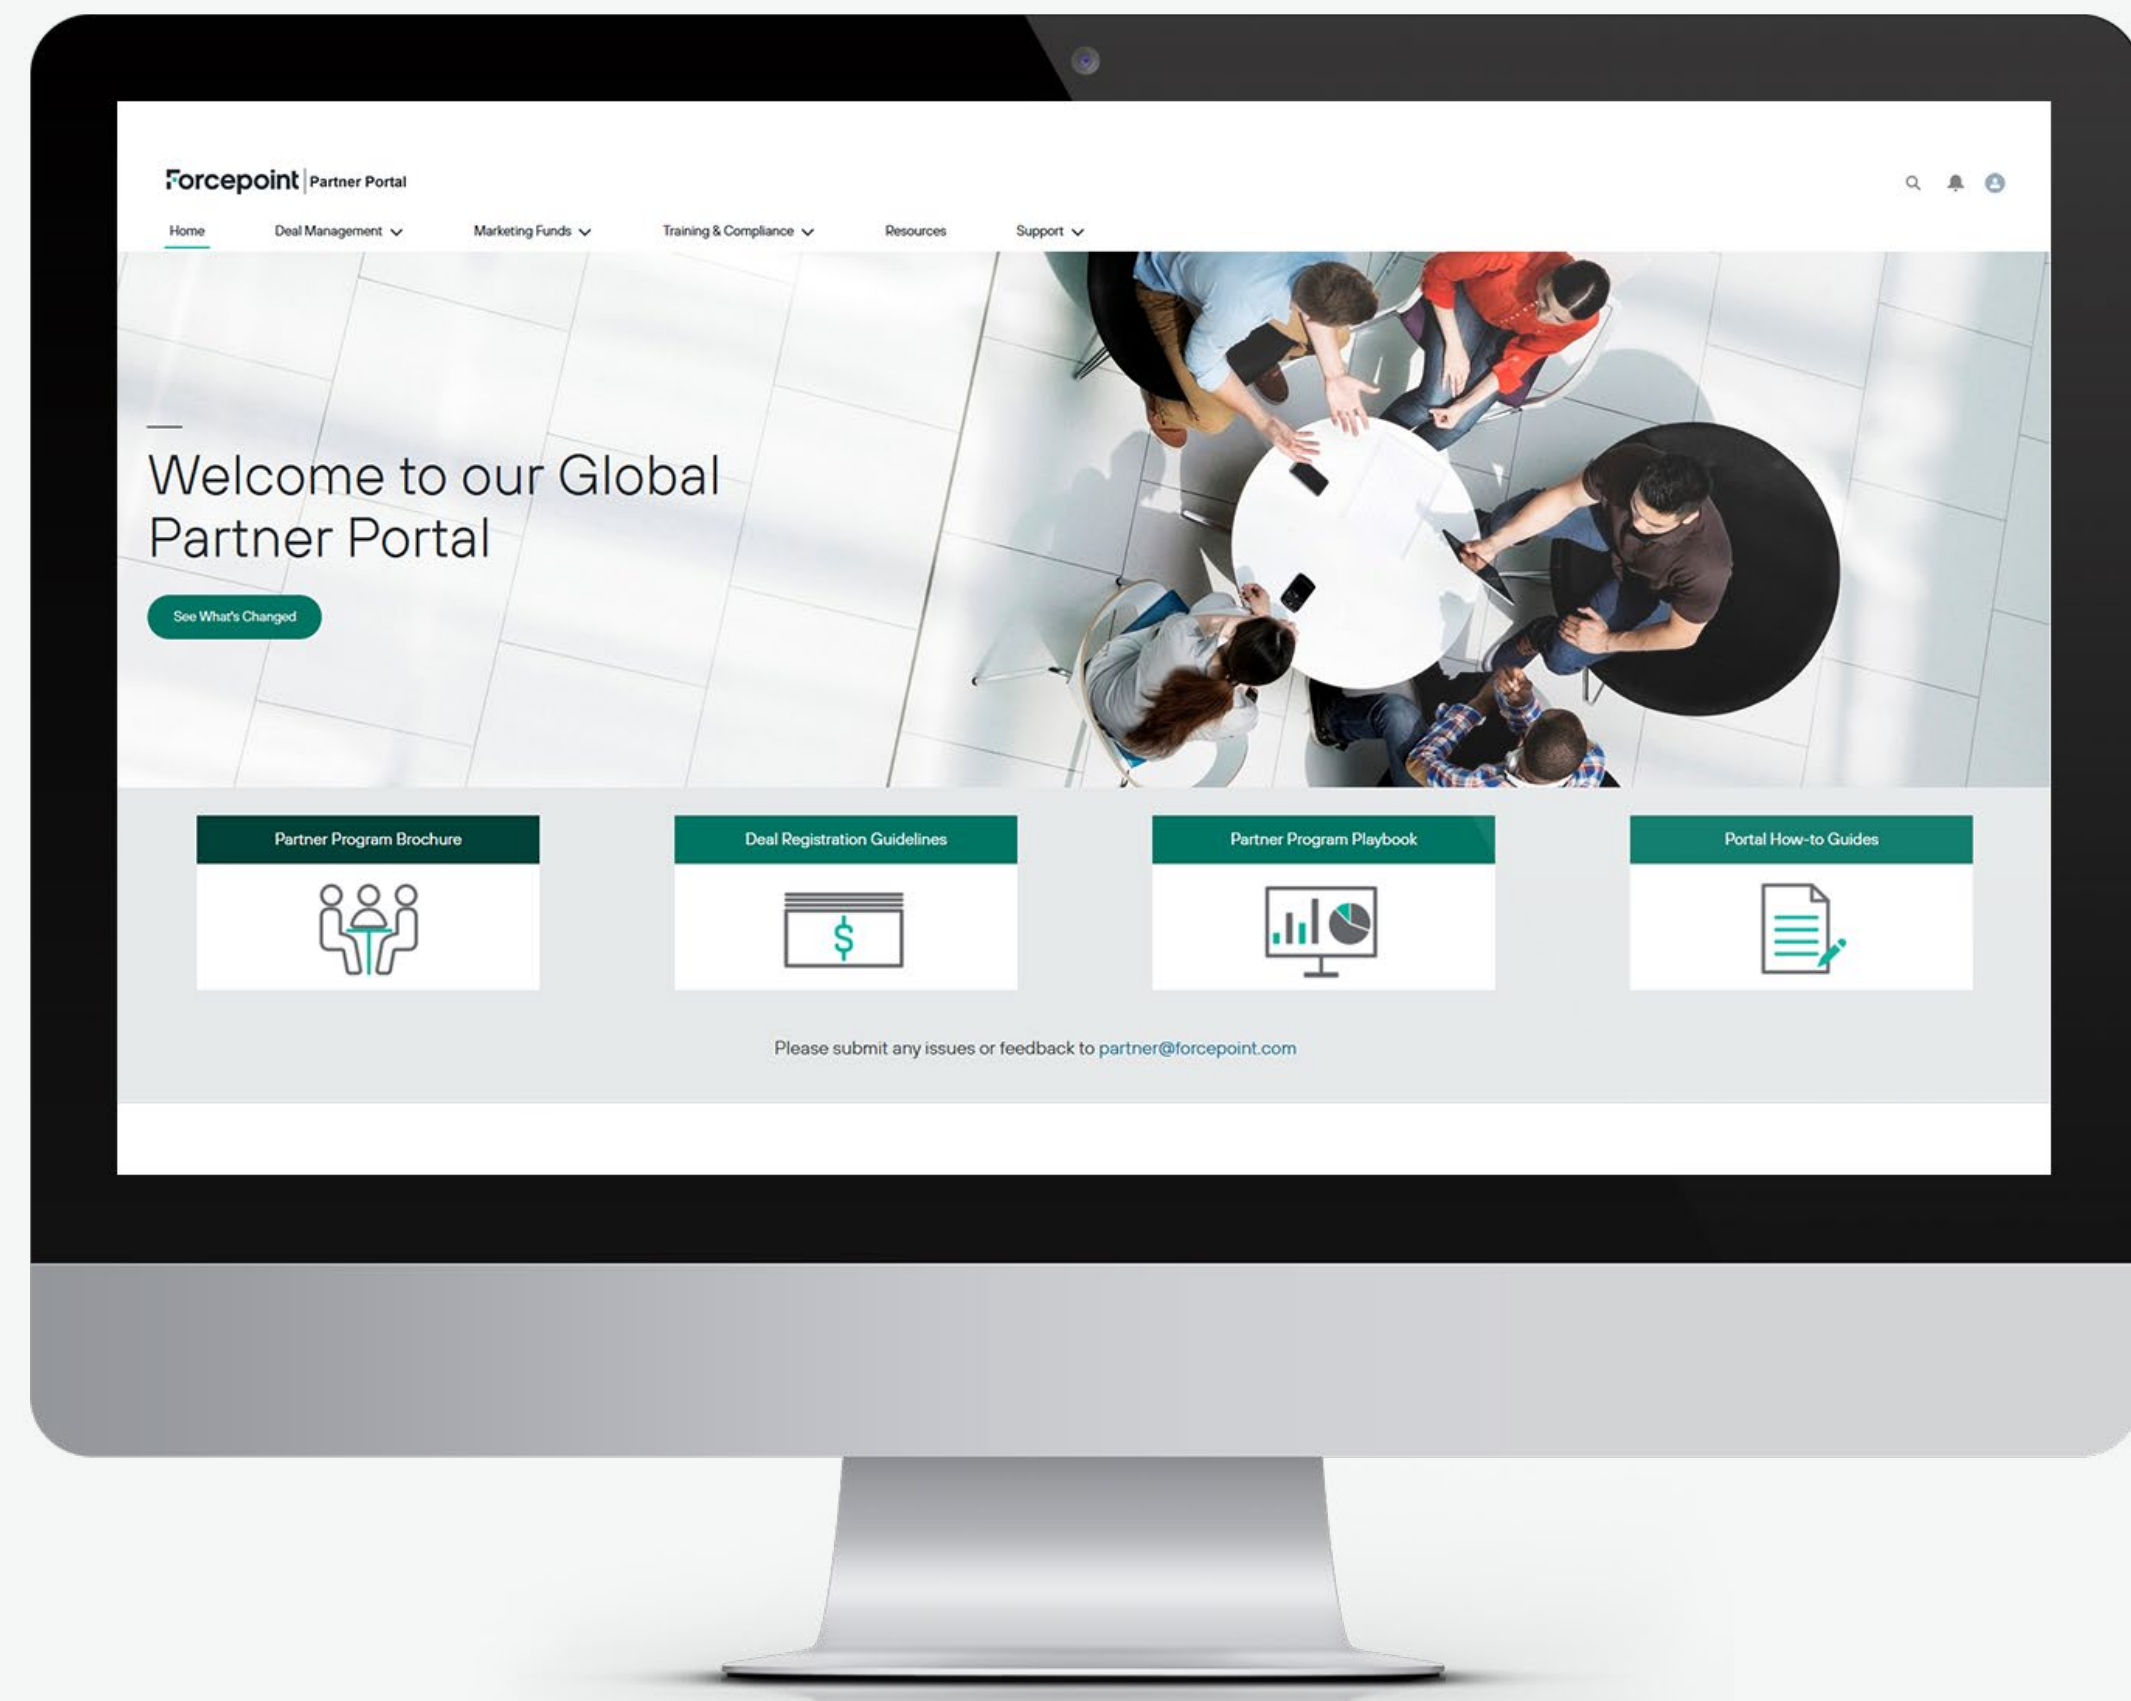 Forcepoint | Partner Portal
Home Deal Management Marketing Funds Training & Compliance Resources Support
Welcome to our Global
Partner Portal
See What's Changed
Partner Program Brochure Deal Registration Guidelines Partner Program Playbook Portal How-to Guides
$
Please submit any issues or feedback to partner@forcepoint.com